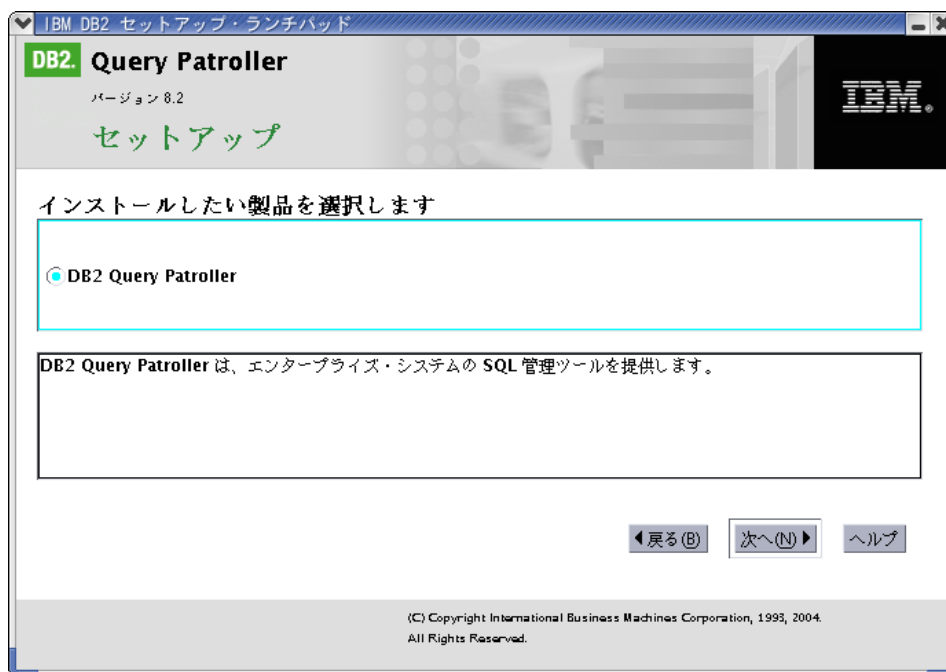 IBM DB2 セットアップ・ランチパッド
DB2. Query Patroller
IBM.
バージョン 8.2
セットアップ
インストールしたい製品を選択します
DB2 Query Patroller
DB2 Query Patroller は、エンタープライズ・システムの SQL 管理ツールを提供します。
戻る(B) 次へ(N) ヘルプ
(C) Copyright International Business Machines Corporation, 1993, 2004.
All Rights Reserved.